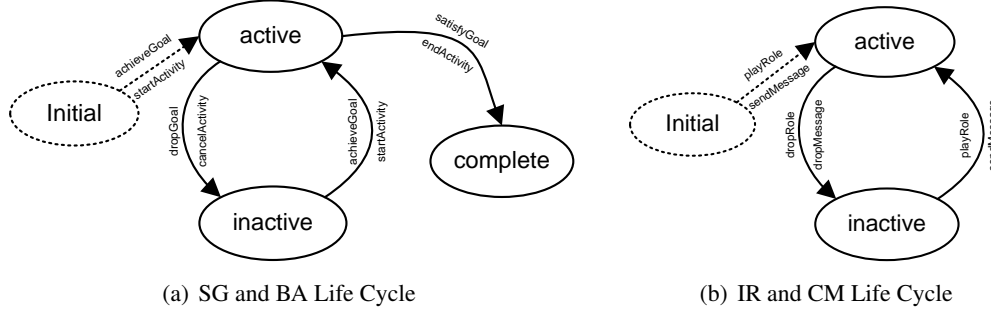 achieveGoal
startActivity
Initial
active
satisfyGoal
endActivity
dropGoal
cancelActivity
achieveGoal
startActivity
complete
inactive
(a) SG and BA Life Cycle
playRole
sendMessage
Initial
active
dropRole
dropMessage
playRole
inactive
(b) IR and CM Life Cycle